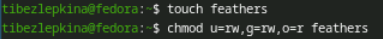 tibezlepkina@fedora:~$ touch feathers
tibezlepkina@fedora:~$ chmod u=rw,g=rw,o=r feathers